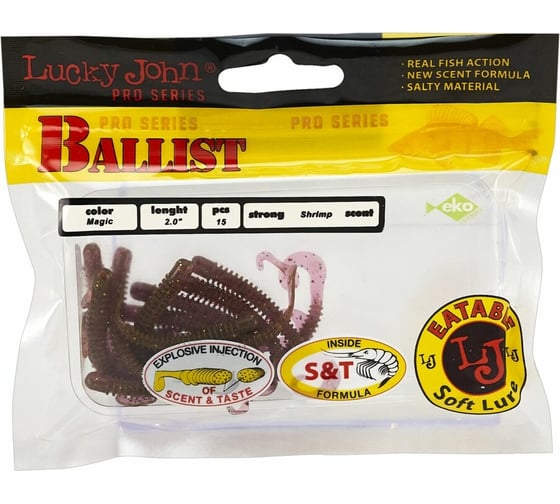 Lucky John®
PRO SERIES
· REAL FISH ACTION
· NEW SCENT FORMULA
· SALTY MATERIAL
PRO SERIES PRO SERIES
BALLIST
color lenght pcs strong Shrimp scent
Magic 2.0" 15
eko
EXPLOSIVE INJECTION
OF
SCENT & TASTE
INSIDE
S&T
FORMULA
EATABLE
LJ LJ LJ
Soft Lure